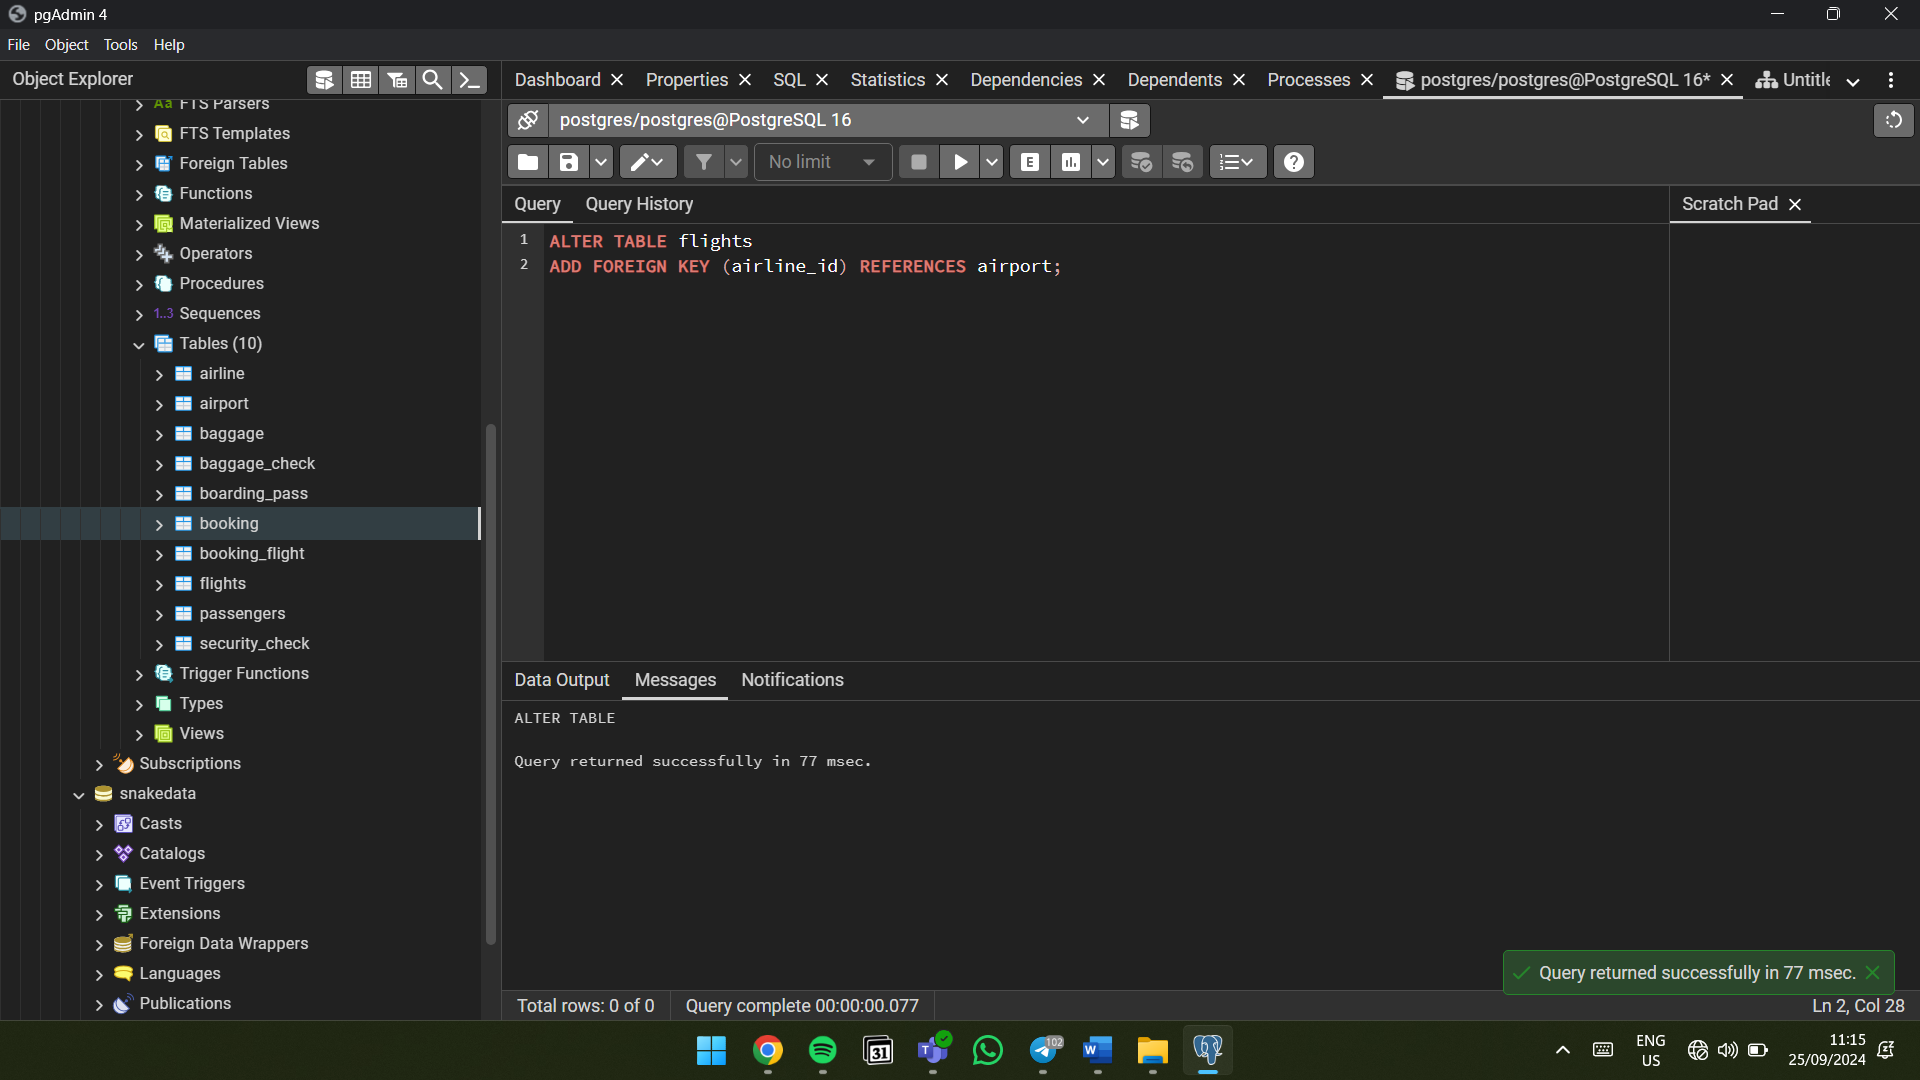 pgAdmin 4
File Object Tools Help
Object Explorer
Dashboard Properties SQL Statistics Dependencies Dependents Processes postgres/postgres@PostgreSQL 16*
postgres/postgres@PostgreSQL 16
No limit
E
Query Query History
Scratch Pad
1 ALTER TABLE flights
2 ADD FOREIGN KEY (airline_id) REFERENCES airport;
Aa FTS Parsers
FTS Templates
Foreign Tables
Functions
Materialized Views
Operators
Procedures
1..3 Sequences
Tables (10)
airline
airport
baggage
baggage_check
boarding_pass
booking
booking_flight
flights
passengers
security_check
Trigger Functions
Types
Views
Subscriptions
snakedata
Casts
Catalogs
Event Triggers
Extensions
Foreign Data Wrappers
Languages
Publications
Data Output Messages Notifications
ALTER TABLE
Query returned successfully in 77 msec.
Query returned successfully in 77 msec.
Total rows: 0 of 0 Query complete 00:00:00.077
Ln 2, Col 28
31
102
W
ENG
US
11:15
25/09/2024